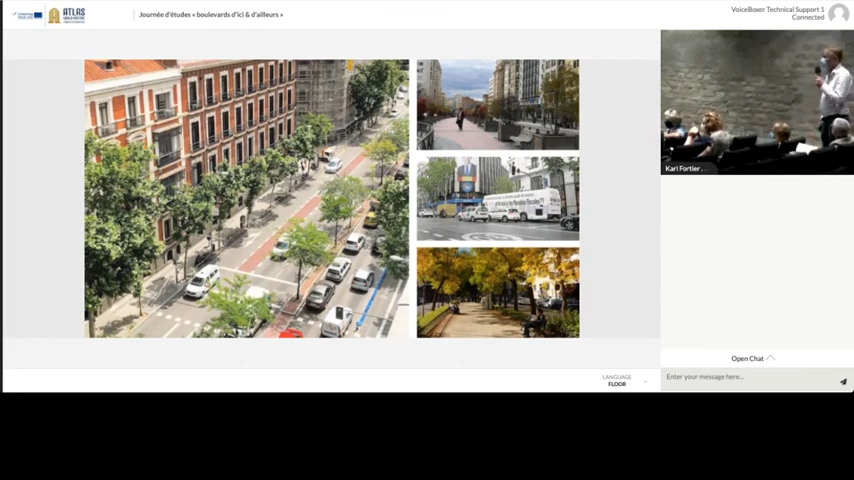 ATLAS
Journée d'études « boulevards d'ici & d'ailleurs »
VoiceBoxer Technical Support 1
Connected
Karl Fortier ...
Open Chat
Enter your message here...
LANGUAGE
FLOOR